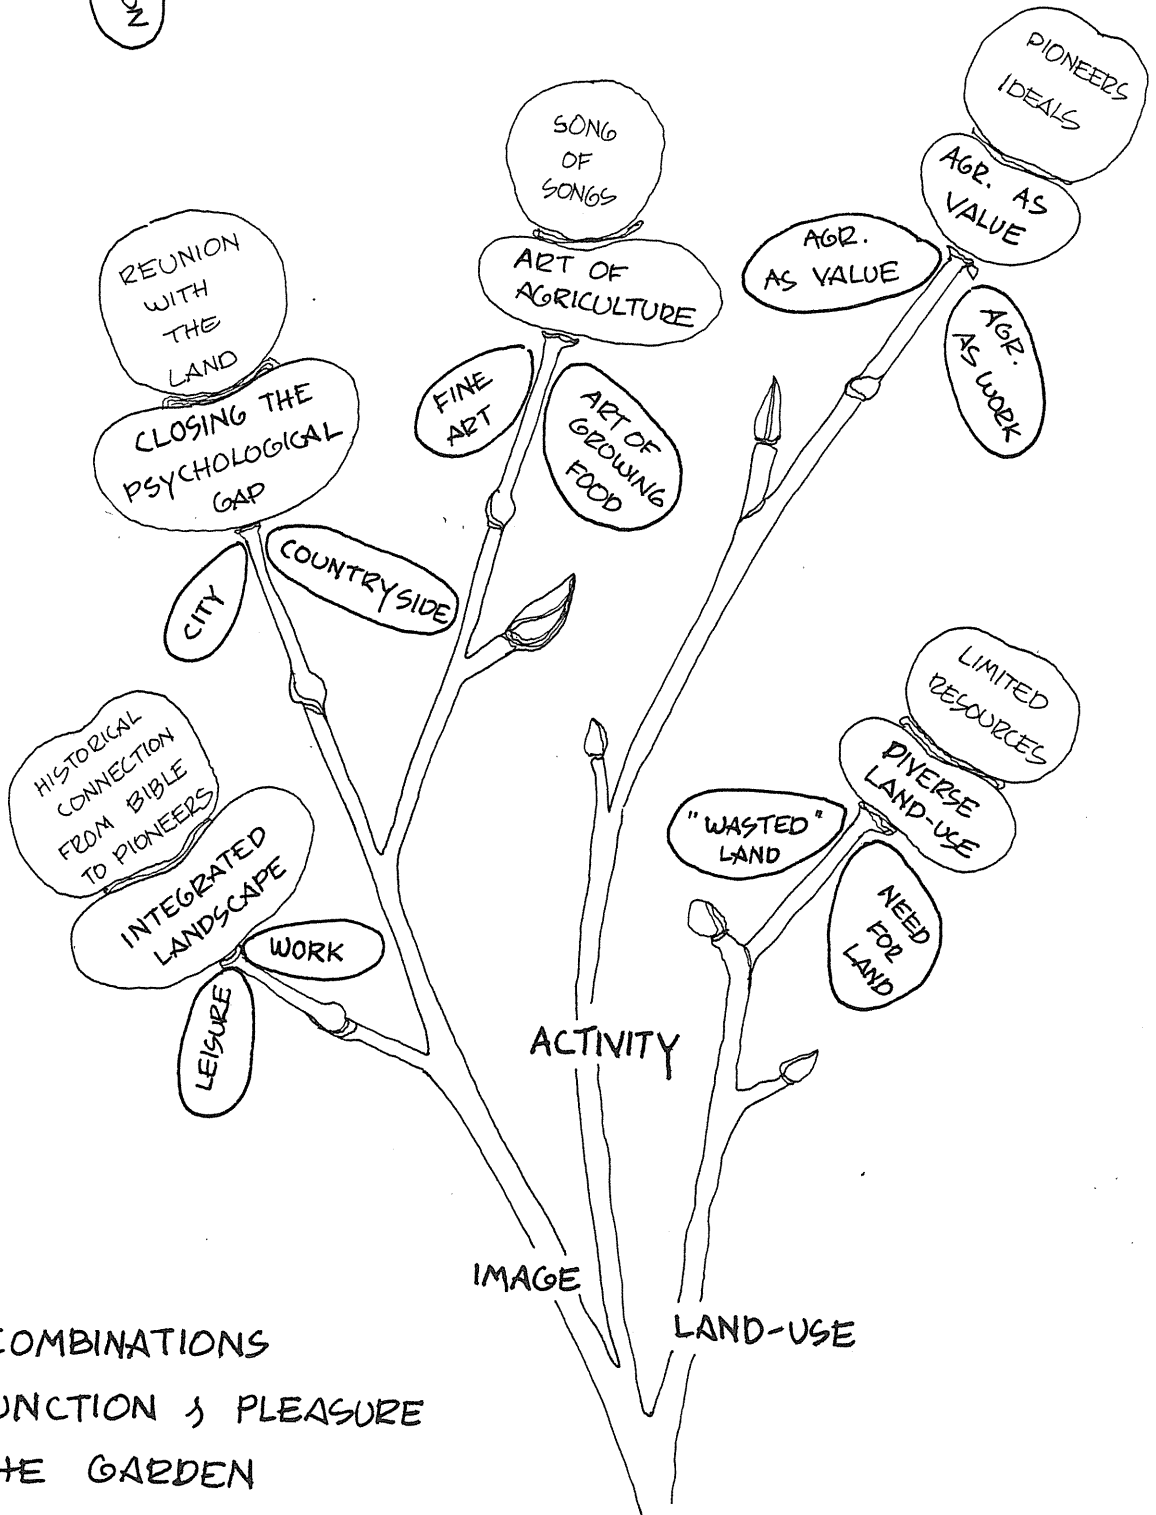 PIONEERS
IDEALS
AGR. AS
VALUE
AGR.
AS VALUE
AGR.
AS WORK
SONG
OF
SONGS
ART OF
AGRICULTURE
FINE
ART
ART OF
GROWING
FOOD
REUNION
WITH
THE
LAND
CLOSING THE
PSYCHOLOGICAL
GAP
CITY
COUNTRYSIDE
HISTORICAL
CONNECTION
FROM BIBLE
TO PIONEERS
INTEGRATED
LANDSCAPE
WORK
LEISURE
LIMITED
RESOURCES
DIVERSE
LAND-USE
"WASTED"
LAND
NEED
FOR
LAND
ACTIVITY
IMAGE
LAND-USE
COMBINATIONS
UNCTION & PLEASURE
HE GARDEN